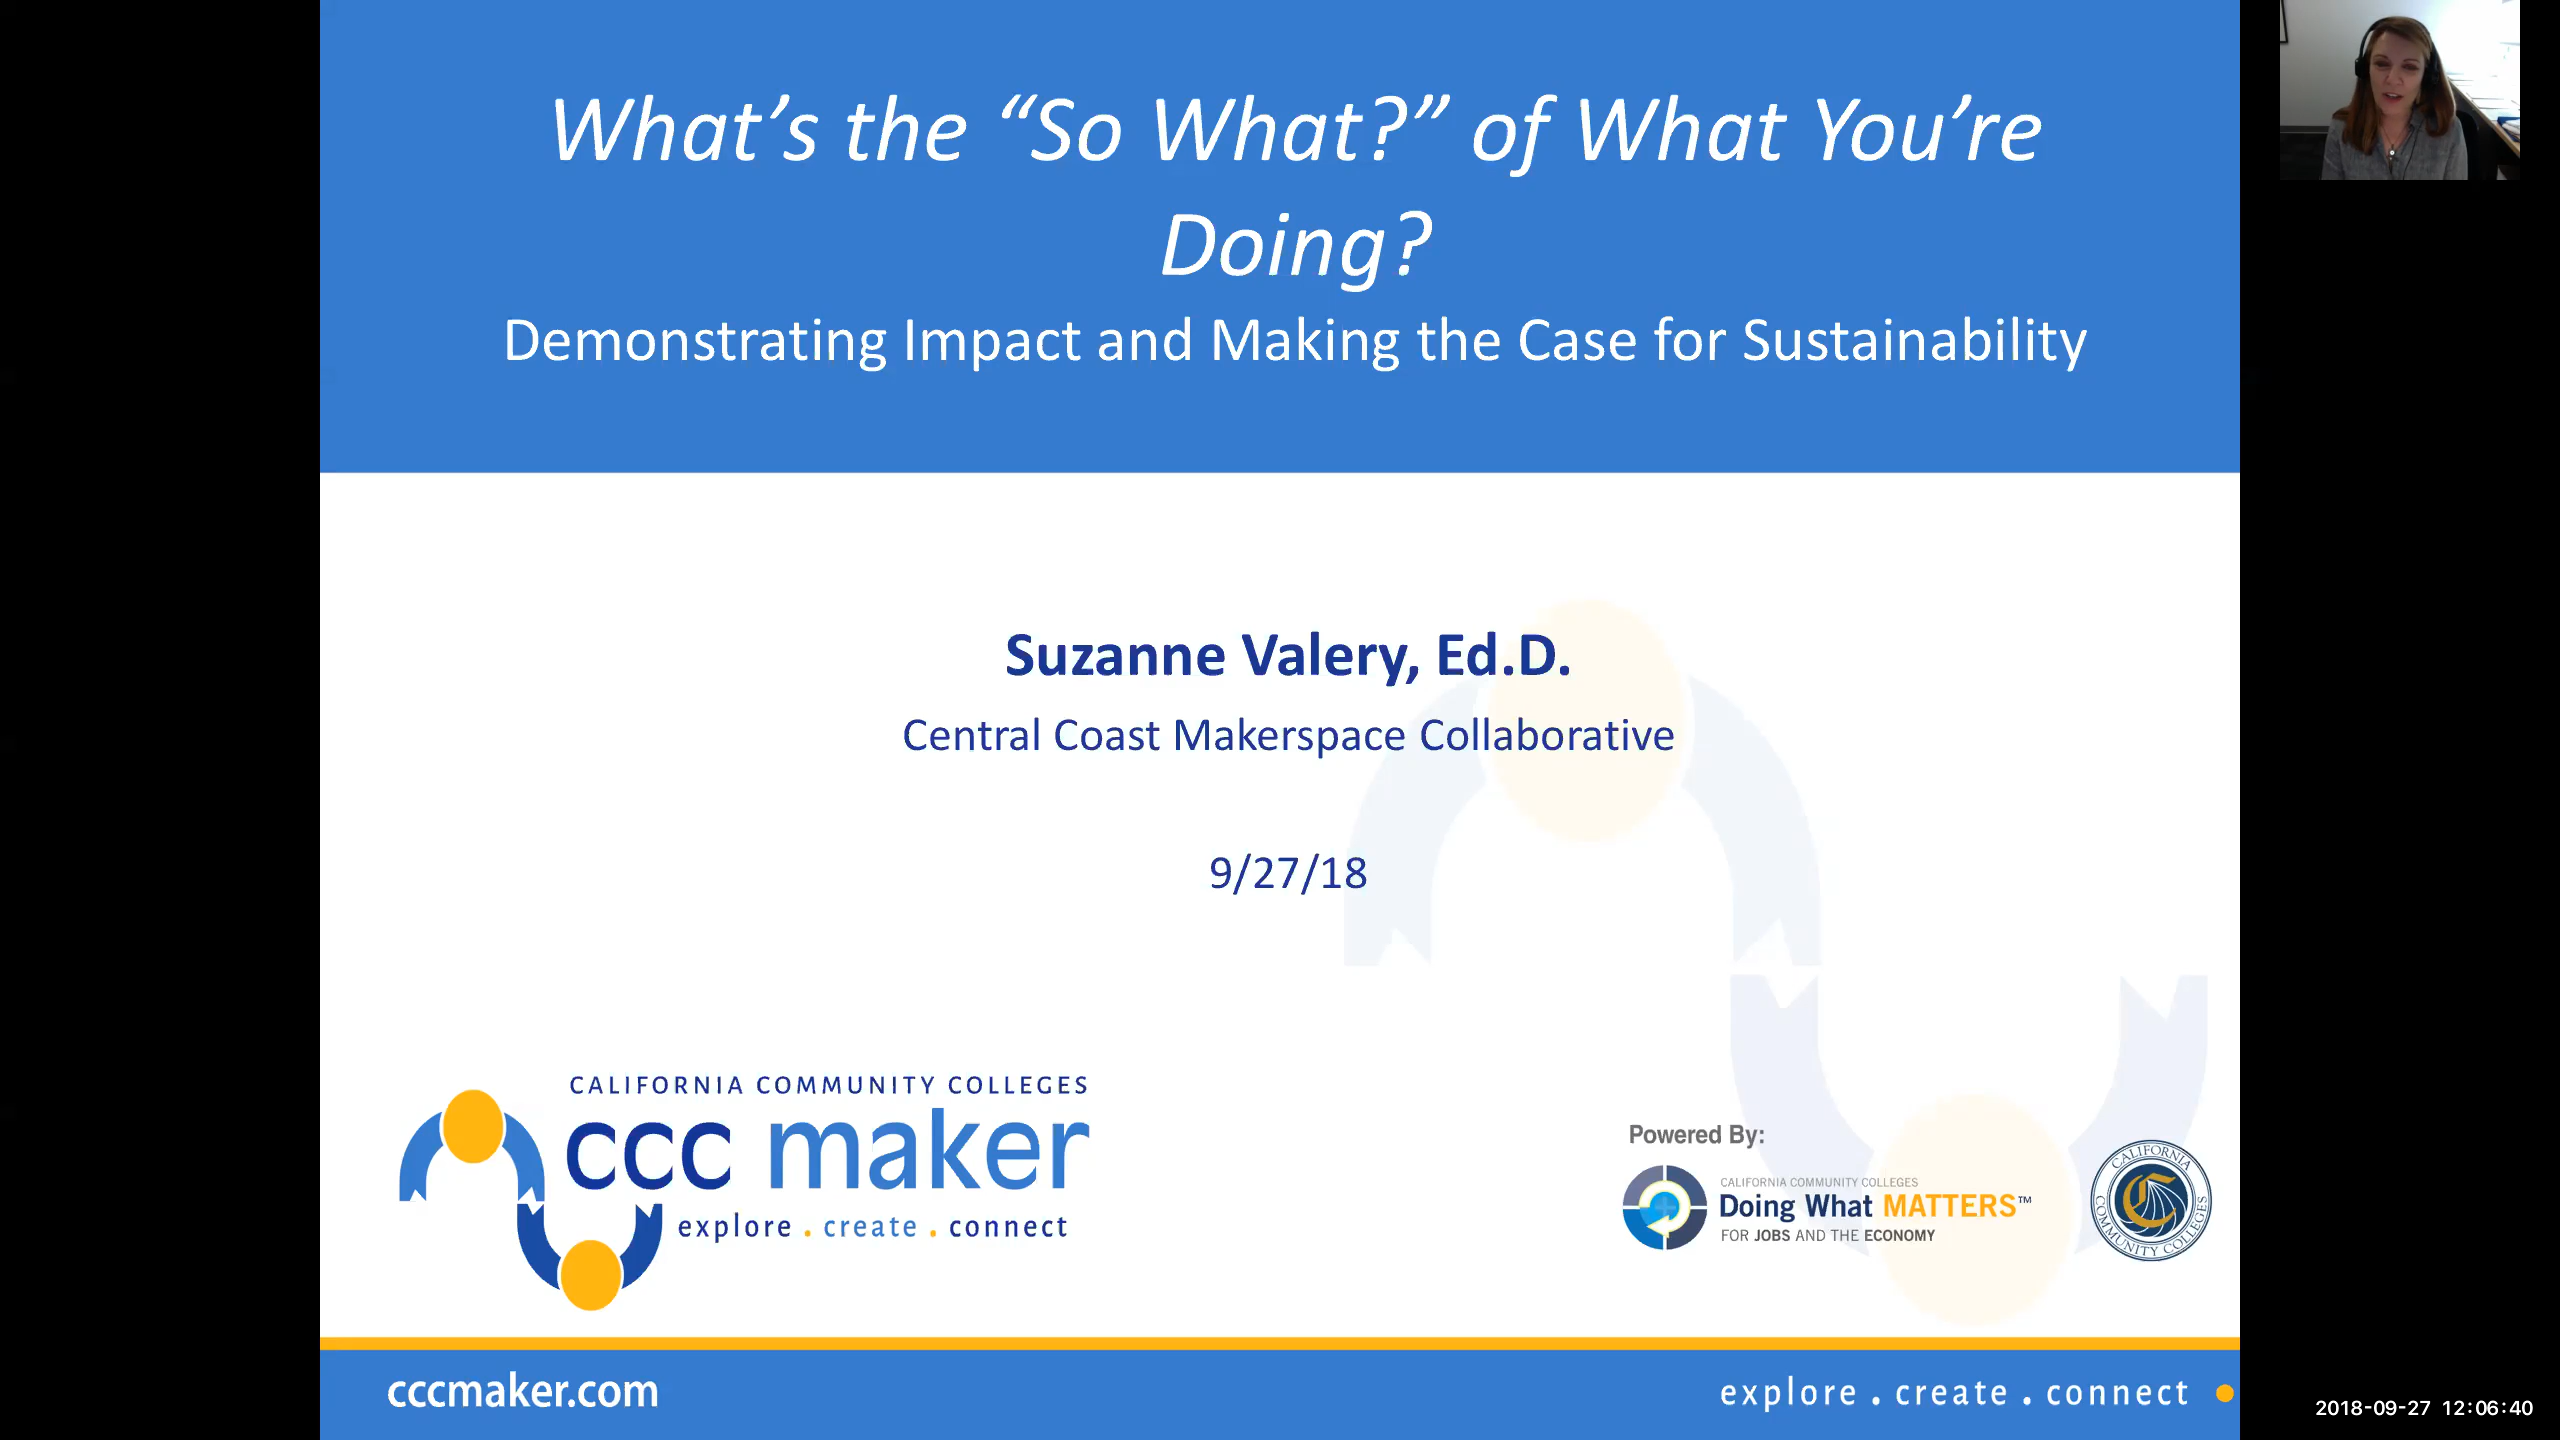 What’s the “So What?” of What You’re
Doing?
Demonstrating Impact and Making the Case for Sustainability
Suzanne Valery, Ed.D.
Central Coast Makerspace Collaborative
9/27/18
CALIFORNIA COMMUNITY COLLEGES
ccc maker
explore . create . connect
Powered By:
CALIFORNIA COMMUNITY COLLEGES
Doing What MATTERS™
FOR JOBS AND THE ECONOMY
CALIFORNIA
C
COMMUNITY COLLEGES
cccmaker.com
explore . create . connect
2018-09-27 12:06:40